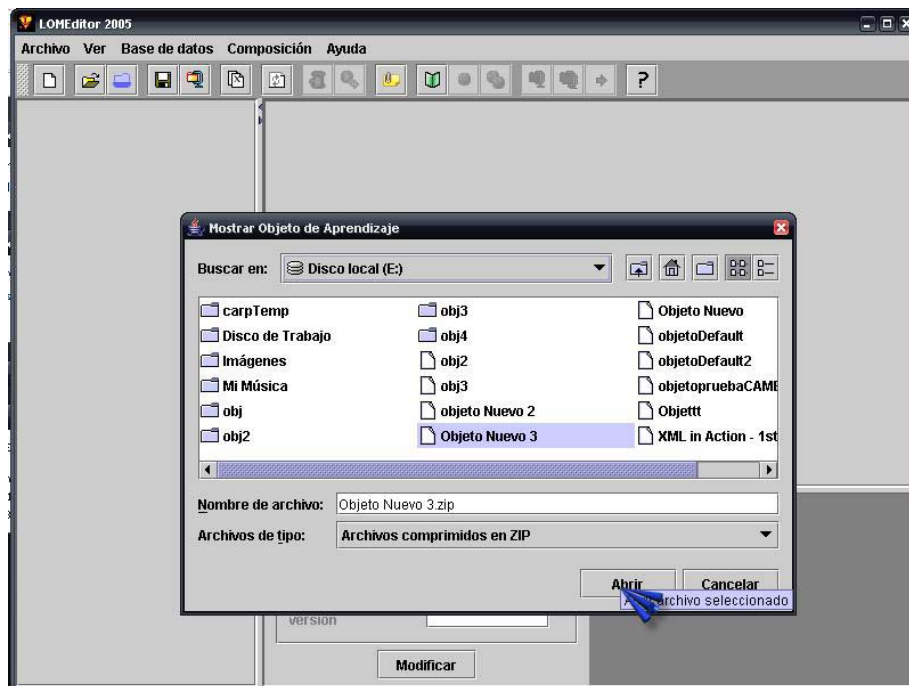 LOMEditor 2005
Archivo Ver Base de datos Composición Ayuda
Mostrar Objeto de Aprendizaje
Buscar en: Disco local (E:)
carpTemp obj3 Objeto Nuevo
Disco de Trabajo obj4 objetoDefault
Imágenes obj2 objetoDefault2
Mi Música obj3 objetopruebaCAME
obj objeto Nuevo 2 Objettt
obj2 Objeto Nuevo 3 XML in Action - 1st
Nombre de archivo: Objeto Nuevo 3.zip
Archivos de tipo: Archivos comprimidos en ZIP
Abrir Cancelar
archivo seleccionado
version
Modificar